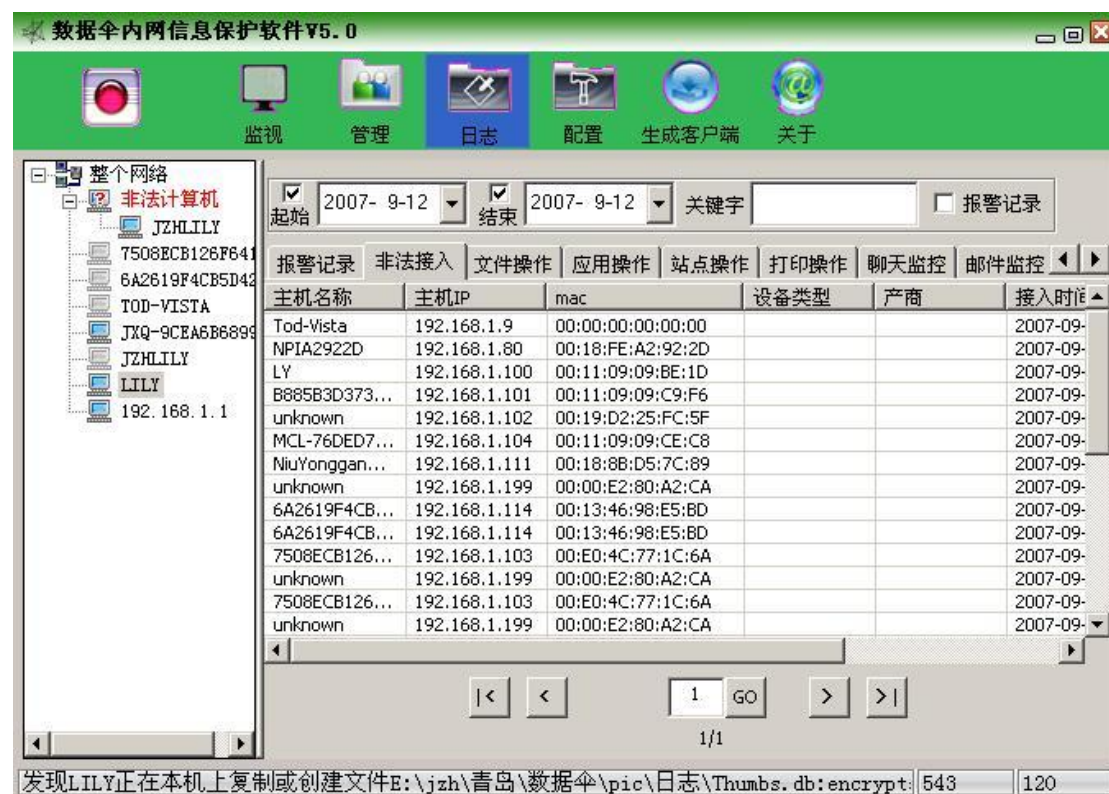 数据伞内网信息保护软件V5.0
监视 管理 日志 配置 生成客户端 关于
整个网络
非法计算机
JZHLILY
7508ECB126F641
6A2619F4CB5D42
TOD-VISTA
JXQ-9CEA6B6899
JZHLILY
LILY
192.168.1.1
起始 2007- 9-12 结束 2007- 9-12 关键字 报警记录
报警记录 非法接入 文件操作 应用操作 站点操作 打印操作 聊天监控 邮件监控
主机名称 主机IP mac 设备类型 产商 接入时间
Tod-Vista 192.168.1.9 00:00:00:00:00:00 2007-09-
NPIA2922D 192.168.1.80 00:18:FE:A2:92:2D 2007-09-
LY 192.168.1.100 00:11:09:09:BE:1D 2007-09-
B885B3D373... 192.168.1.101 00:11:09:09:C9:F6 2007-09-
unknown 192.168.1.102 00:19:D2:25:FC:5F 2007-09-
MCL-76DED7... 192.168.1.104 00:11:09:09:CE:C8 2007-09-
NiuYonggan... 192.168.1.111 00:18:8B:D5:7C:89 2007-09-
unknown 192.168.1.199 00:00:E2:80:A2:CA 2007-09-
6A2619F4CB... 192.168.1.114 00:13:46:98:E5:BD 2007-09-
6A2619F4CB... 192.168.1.114 00:13:46:98:E5:BD 2007-09-
7508ECB126... 192.168.1.103 00:E0:4C:77:1C:6A 2007-09-
unknown 192.168.1.199 00:00:E2:80:A2:CA 2007-09-
7508ECB126... 192.168.1.103 00:E0:4C:77:1C:6A 2007-09-
unknown 192.168.1.199 00:00:E2:80:A2:CA 2007-09-
|< < 1 GO > >|
1/1
发现LILY正在本机上复制或创建文件E:\jzh\青岛\数据伞\pic\日志\Thumbs.db:encrypt: 543 120